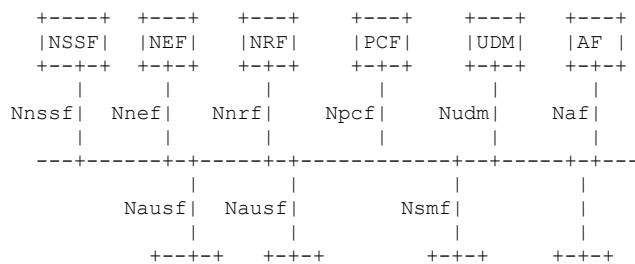 +----+ +---+ +---+ +---+ +---+ +---+
|NSSF| |NEF| |NRF| |PCF| |UDM| |AF |
+--+-+ +-+-+ +-+-+ +-+-+ +-+-+ +-+-+
| | | | | |
Nnssf| Nnef| Nnrf| Npcf| Nudm| Naf|
| | | | | |
---+-------+-+-----+-+-------------+--+------+-+---
| | | |
Nausf| Nausf| Nsmf| |
| | | |
+--+-+ +-+-+ +-+-+ +-+-+